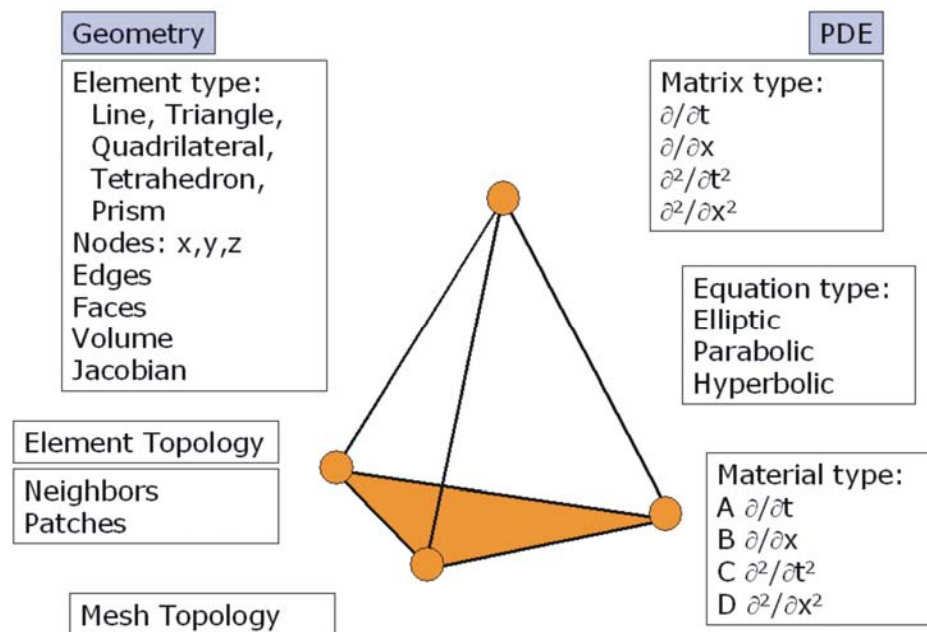 Geometry
Element type:
Line, Triangle,
Quadrilateral,
Tetrahedron,
Prism
Nodes: x,y,z
Edges
Faces
Volume
Jacobian
Element Topology
Neighbors
Patches
Mesh Topology
PDE
Matrix type:
∂/∂t
∂/∂x
∂²/∂t²
∂²/∂x²
Equation type:
Elliptic
Parabolic
Hyperbolic
Material type:
A ∂/∂t
B ∂/∂x
C ∂²/∂t²
D ∂²/∂x²